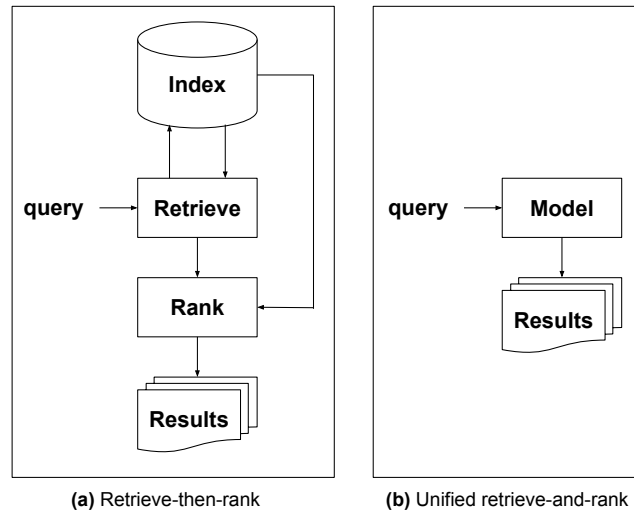 Index
query
Retrieve
Rank
Results
(a) Retrieve-then-rank
query
Model
Results
(b) Unified retrieve-and-rank